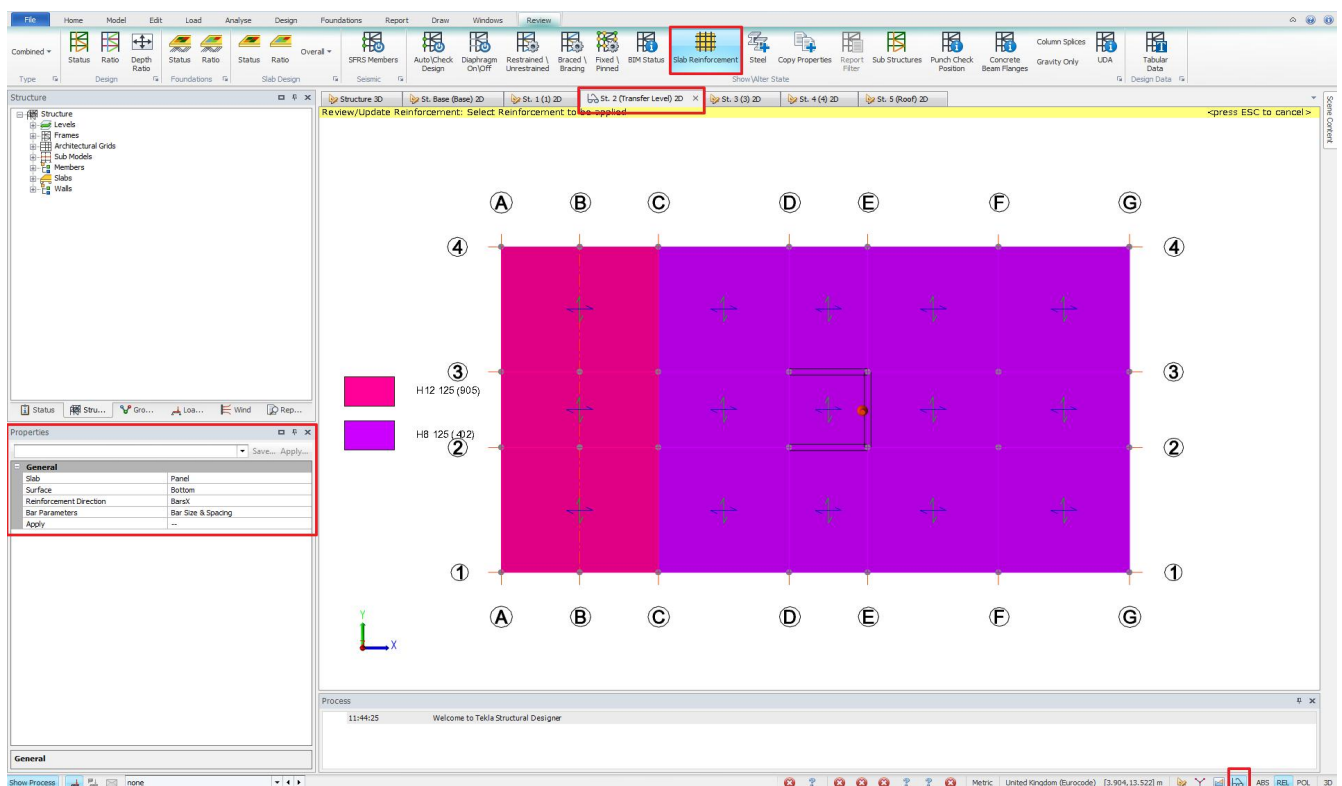 File Home Model Edit Load Analyse Design Foundations Report Draw Windows Review
Combined Status Ratio Depth Ratio Status Ratio Status Ratio Overall SFRS Members Auto\Check Design Diaphragm On\Off Restrained \ Unrestrained Braced \ Bracing Fixed \ Pinned BIM Status Slab Reinforcement Steel Copy Properties Report Filter Sub Structures Punch Check Position Concrete Beam Flanges Column Splices Gravity Only UDA Tabular Data
Type Design Foundations Slab Design Seismic Show\Alter State Design Data
Structure
Structure 3D St. Base (Base) 2D St. 1 (1) 2D St. 2 (Transfer Level) 2D × St. 3 (3) 2D St. 4 (4) 2D St. 5 (Roof) 2D
Review/Update Reinforcement: Select Reinforcement to be applied <press ESC to cancel>
Scene Content
Structure
Levels
Frames
Architectural Grids
Sub Models
Members
Slabs
Walls
A B C D E F G
4 4
3 3
H12 125 (905)
H8 125 (402)
2 2
1 1
A B C D E F G
Y
X
Status Stru... Gro... Loa... Wind Rep...
Properties
Save... Apply...
General
Slab Panel
Surface Bottom
Reinforcement Direction BarsX
Bar Parameters Bar Size & Spacing
Apply --
Process
11:44:25 Welcome to Tekla Structural Designer
General
Show Process none Metric United Kingdom (Eurocode) [3.904,13.522] m ABS REL POL 3D